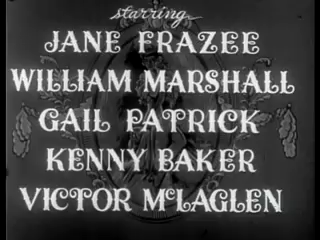 starring
JANE FRAZEE
WILLIAM MARSHALL
GAIL PATRICK
KENNY BAKER
VICTOR McLAGLEN